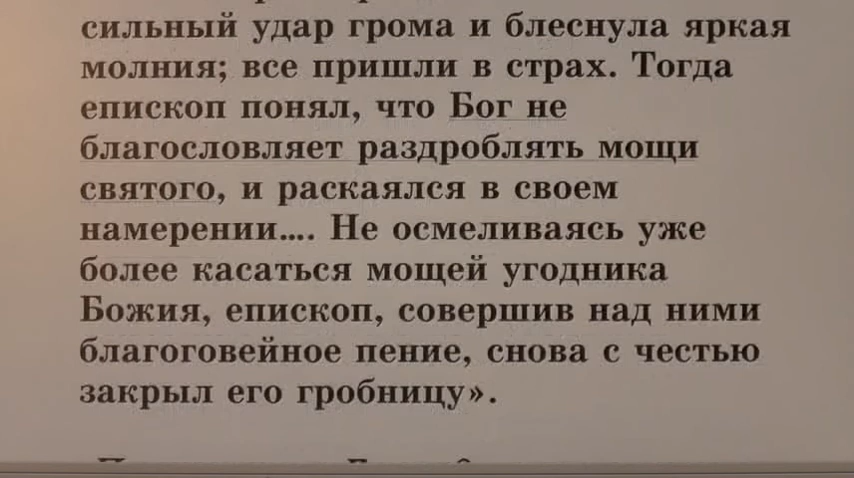 сильный удар грома и блеснула яркая
молния; все пришли в страх. Тогда
епископ понял, что Бог не
благословляет раздроблять мощи
святого, и раскаялся в своем
намерении.... Не осмеливаясь уже
более касаться мощей угодника
Божия, епископ, совершив над ними
благоговейное пение, снова с честью
закрыл его гробницу».